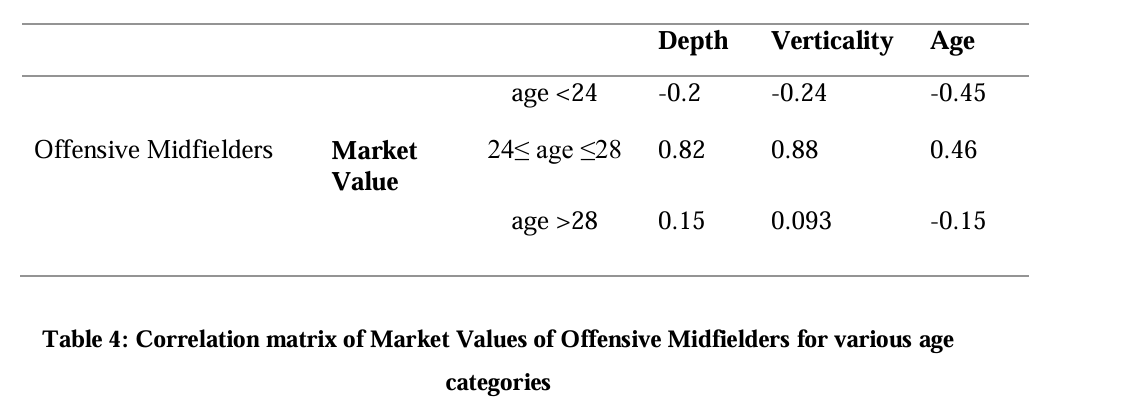 Depth Verticality Age
age <24 -0.2 -0.24 -0.45
Offensive Midfielders Market Value 24≤ age ≤28 0.82 0.88 0.46
age >28 0.15 0.093 -0.15
Table 4: Correlation matrix of Market Values of Offensive Midfielders for various age
categories